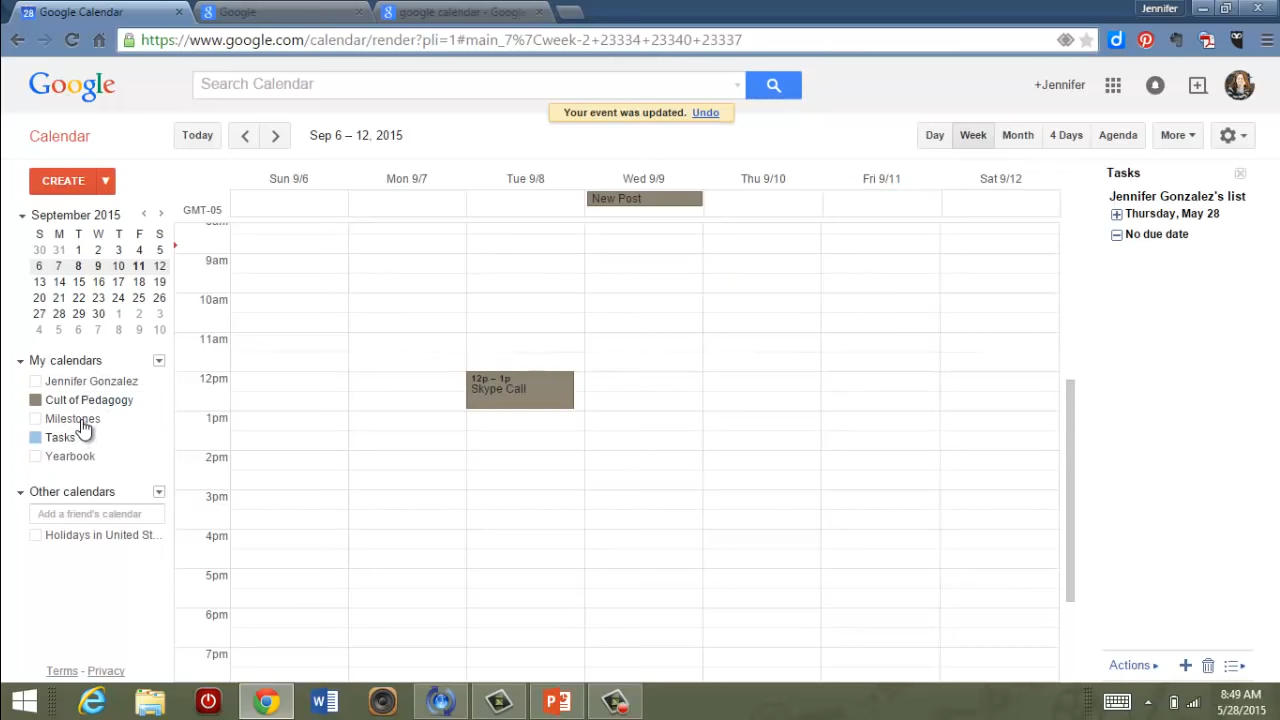 28 Google Calendar
Google
google calendar - Google
Jennifer
https://www.google.com/calendar/render?pli=1#main_7%7Cweek-2+23334+23340+23337
Google
Search Calendar
+Jennifer
Your event was updated. Undo
Calendar
Today
Sep 6 – 12, 2015
Day
Week
Month
4 Days
Agenda
More
CREATE
September 2015
S M T W T F S
30 31 1 2 3 4 5
6 7 8 9 10 11 12
13 14 15 16 17 18 19
20 21 22 23 24 25 26
27 28 29 30 1 2 3
4 5 6 7 8 9 10
My calendars
Jennifer Gonzalez
Cult of Pedagogy
Milestones
Tasks
Yearbook
Other calendars
Add a friend's calendar
Holidays in United St...
Terms - Privacy
Sun 9/6
Mon 9/7
Tue 9/8
Wed 9/9
Thu 9/10
Fri 9/11
Sat 9/12
GMT-05
New Post
9am
10am
11am
12pm
12p – 1p
Skype Call
1pm
2pm
3pm
4pm
5pm
6pm
7pm
Tasks
Jennifer Gonzalez's list
Thursday, May 28
No due date
Actions
8:49 AM
5/28/2015